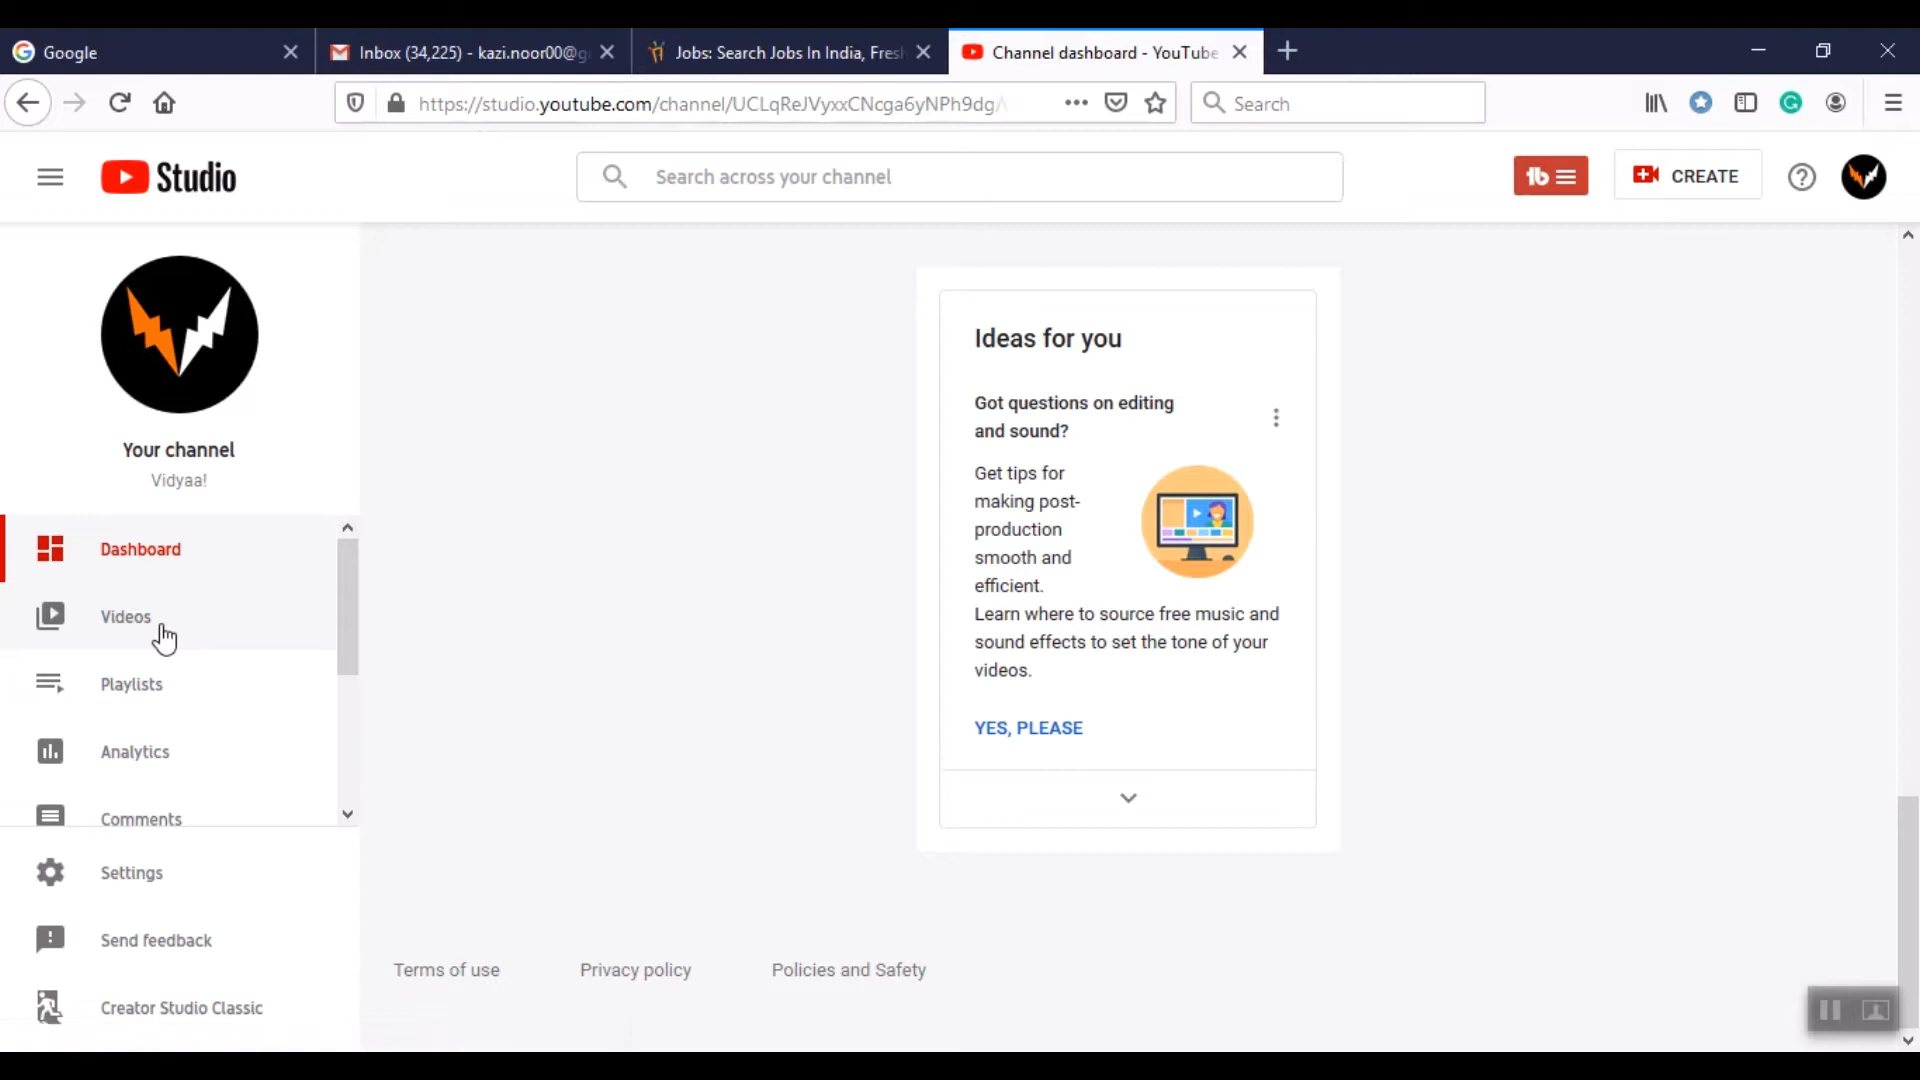 Google
Inbox (34,225) - kazi.noor00@g
Jobs: Search Jobs In India, Fresh
Channel dashboard - YouTube
https://studio.youtube.com/channel/UCLqReJVyxxCNcga6yNPh9dg
Search
Studio
Search across your channel
CREATE
Your channel
Vidyaa!
Dashboard
Videos
Playlists
Analytics
Comments
Settings
Send feedback
Creator Studio Classic
Ideas for you
Got questions on editing
and sound?
Get tips for
making post-
production
smooth and
efficient.
Learn where to source free music and
sound effects to set the tone of your
videos.
YES, PLEASE
Terms of use
Privacy policy
Policies and Safety